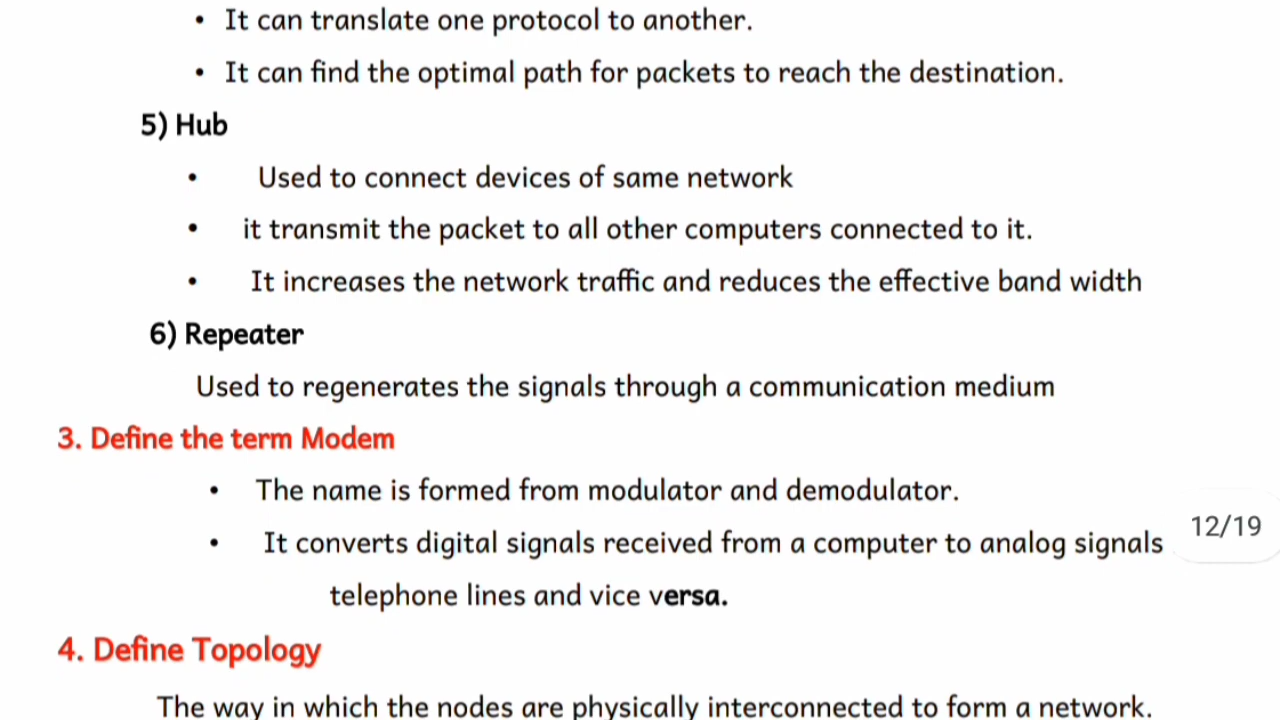 • It can translate one protocol to another.
• It can find the optimal path for packets to reach the destination.
5) Hub
• Used to connect devices of same network
• it transmit the packet to all other computers connected to it.
• It increases the network traffic and reduces the effective band width
6) Repeater
Used to regenerates the signals through a communication medium
3. Define the term Modem
• The name is formed from modulator and demodulator.
• It converts digital signals received from a computer to analog signals
12/19
telephone lines and vice versa.
4. Define Topology
The way in which the nodes are physically interconnected to form a network.